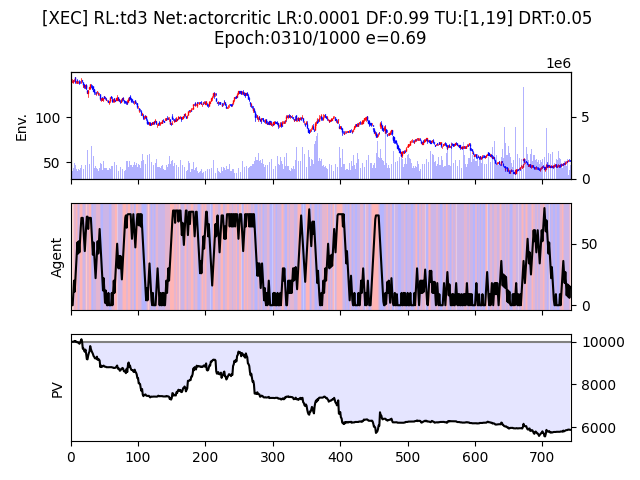 [XEC] RL:td3 Net:actorcritic LR:0.0001 DF:0.99 TU:[1,19] DRT:0.05
Epoch:0310/1000 e=0.69
1e6
Env.
100
50
5
0
Agent
50
0
PV
10000
8000
6000
0 100 200 300 400 500 600 700